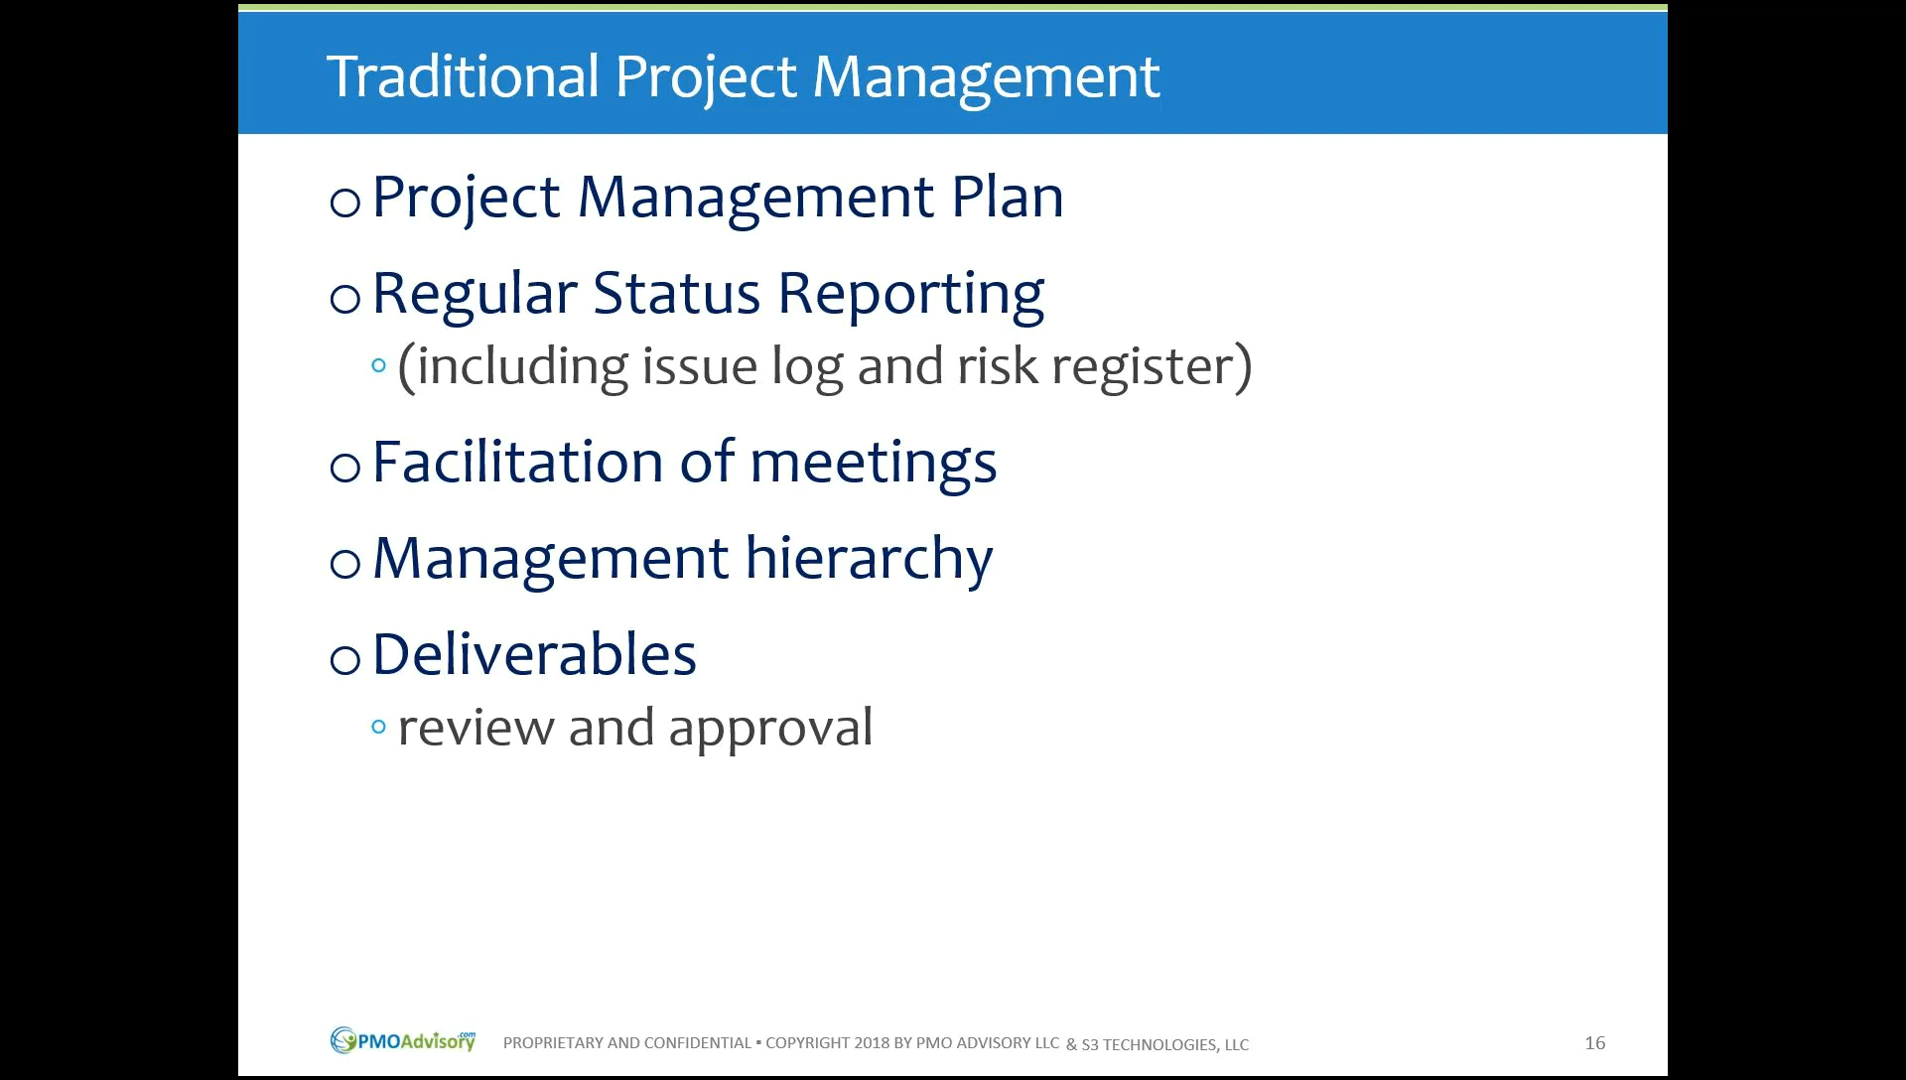 Traditional Project Management
o Project Management Plan
o Regular Status Reporting
◦ (including issue log and risk register)
o Facilitation of meetings
o Management hierarchy
o Deliverables
◦ review and approval
PMOAdvisory.com PROPRIETARY AND CONFIDENTIAL ▪ COPYRIGHT 2018 BY PMO ADVISORY LLC & S3 TECHNOLOGIES, LLC 16